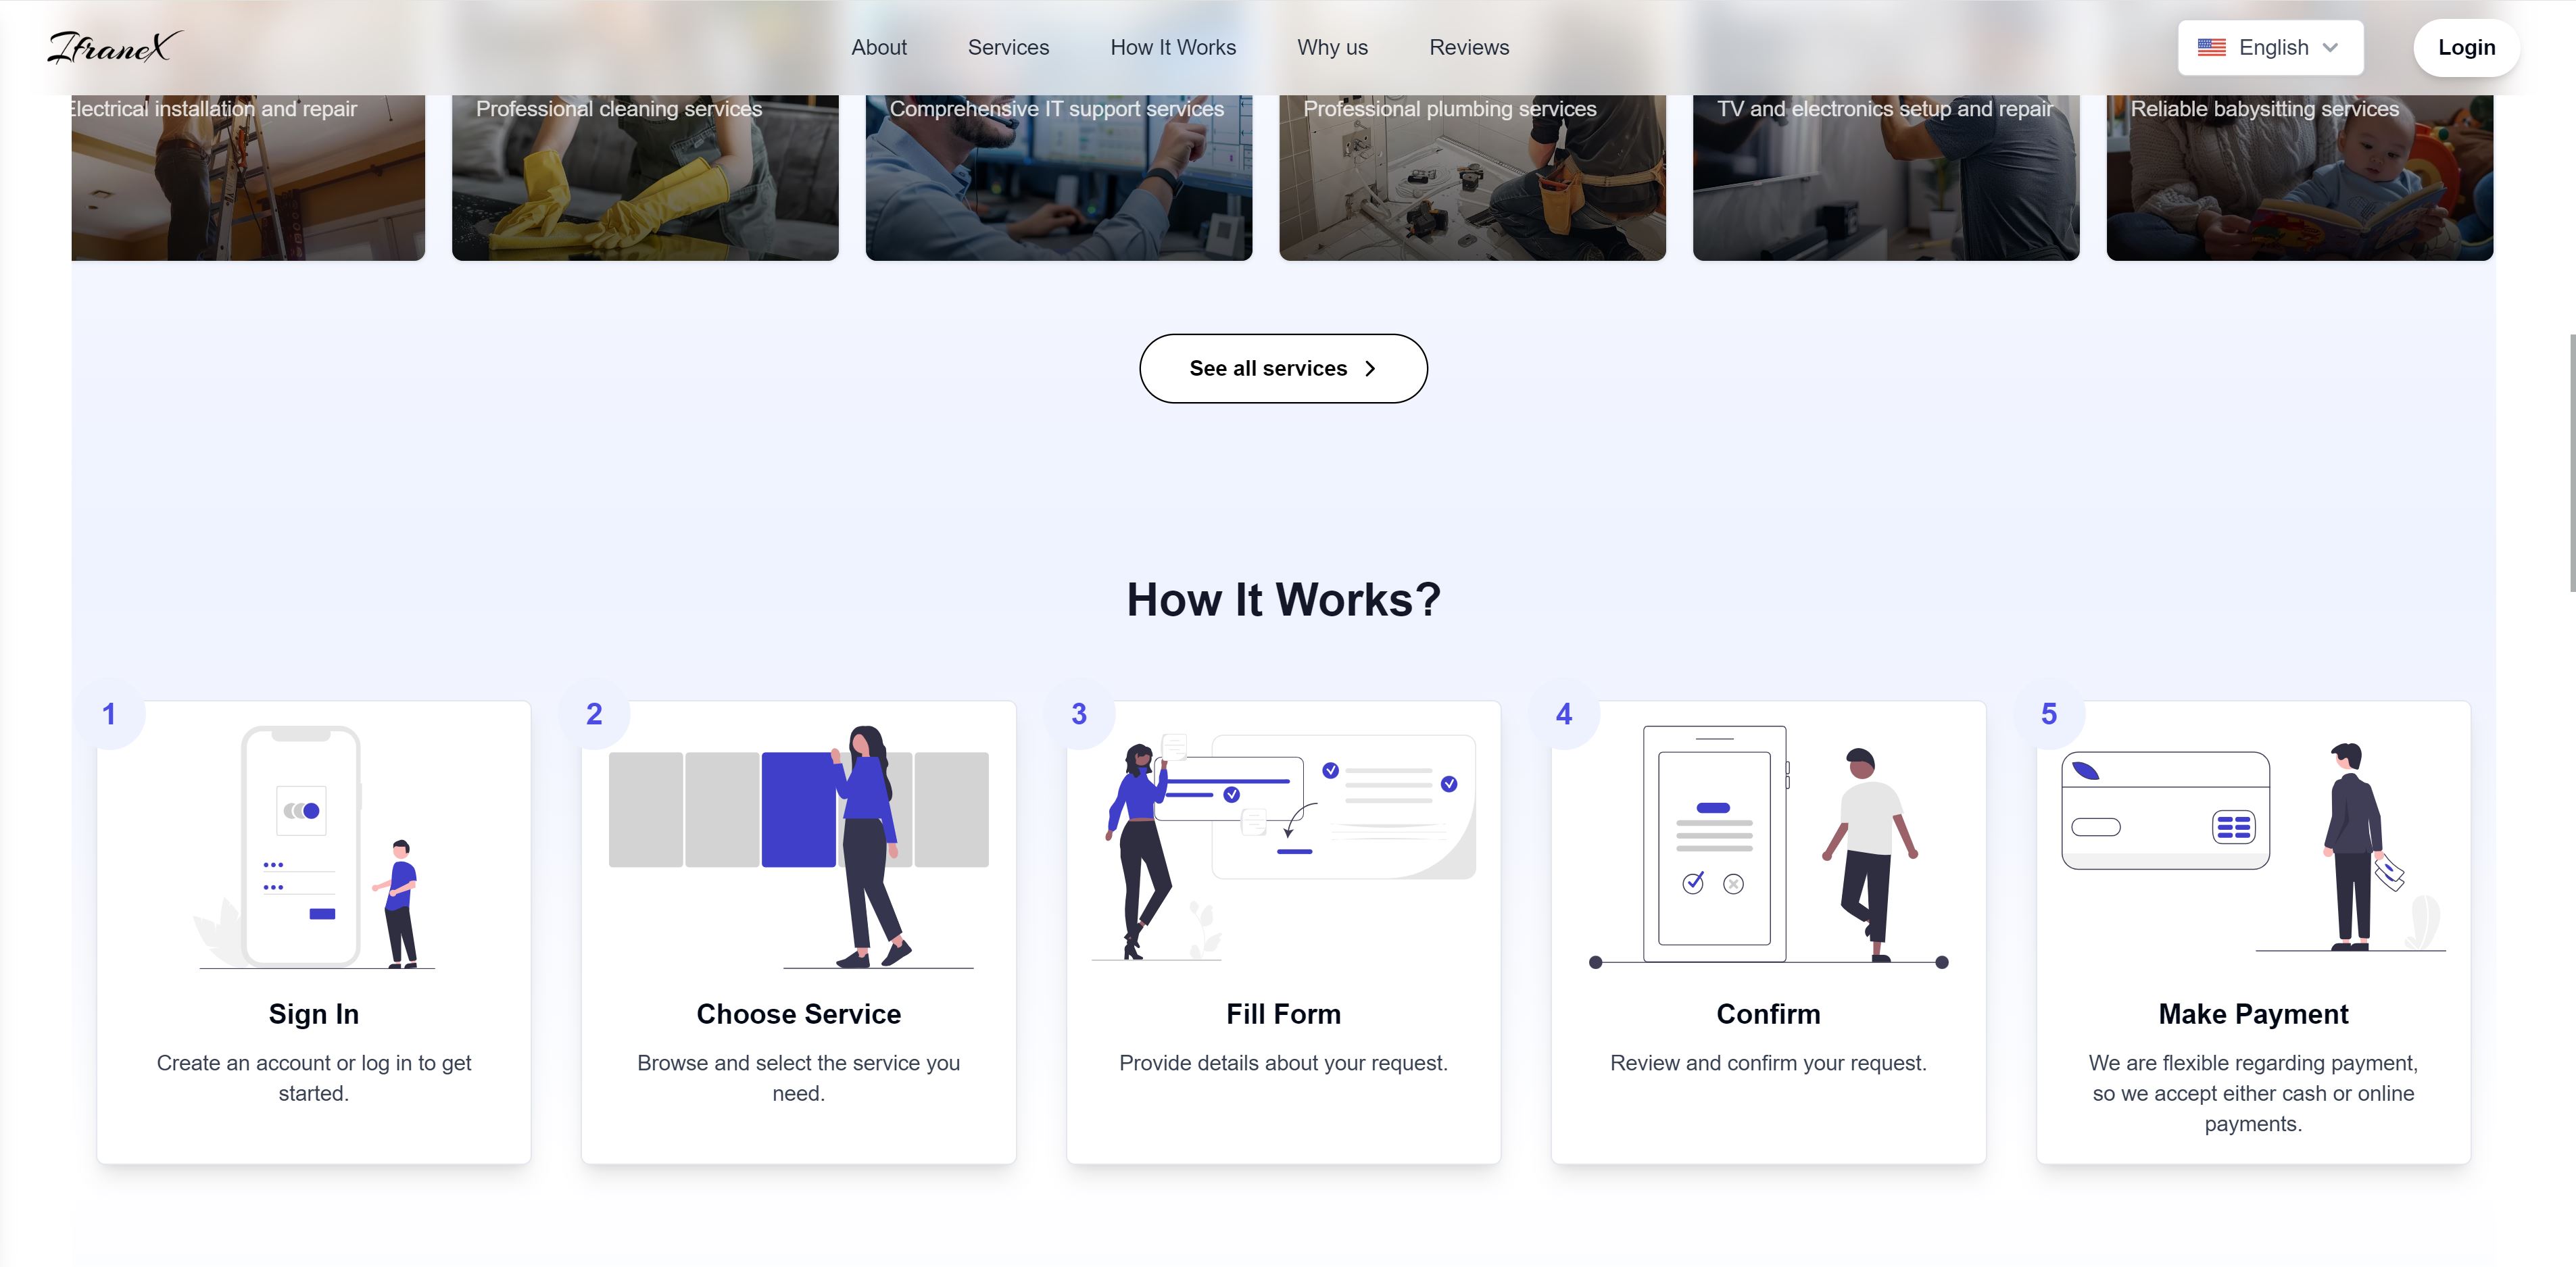 IfraneX
About
Services
How It Works
Why us
Reviews
English
Login
Electrical installation and repair
Professional cleaning services
Comprehensive IT support services
Professional plumbing services
TV and electronics setup and repair
Reliable babysitting services
See all services
How It Works?
1
Sign In
Create an account or log in to get
started.
2
Choose Service
Browse and select the service you
need.
3
Fill Form
Provide details about your request.
4
Confirm
Review and confirm your request.
5
Make Payment
We are flexible regarding payment,
so we accept either cash or online
payments.